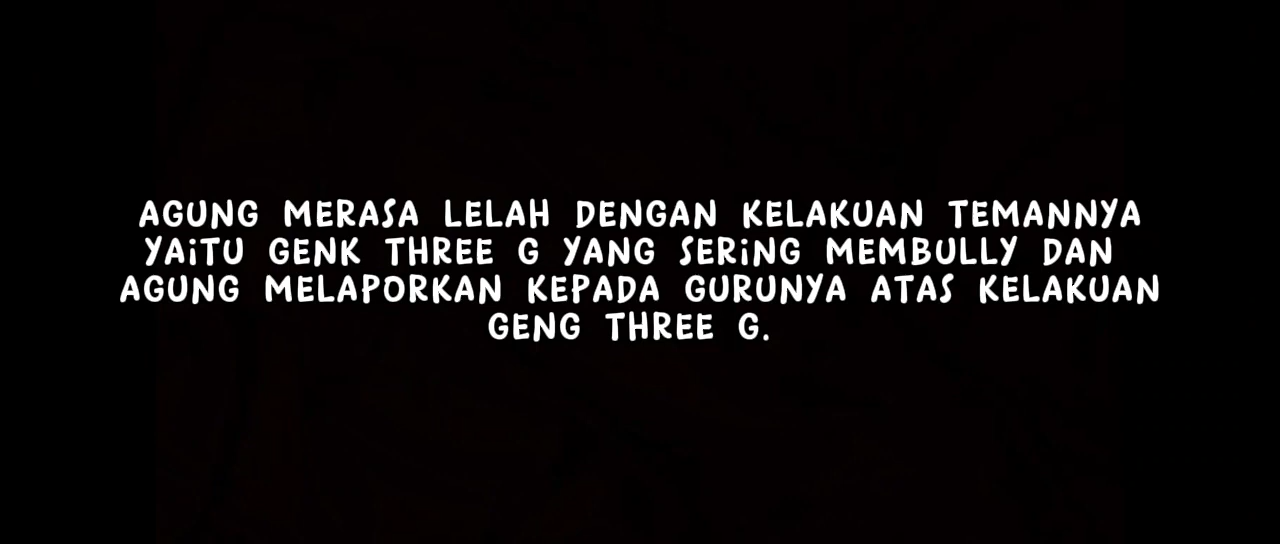 AGUNG MERASA LELAH DENGAN KELAKUAN TEMANNYA
YAiTU GENK THREE G YANG SERiNG MEMBULLY DAN
AGUNG MELAPORKAN KEPADA GURUNYA ATAS KELAKUAN
GENG THREE G.